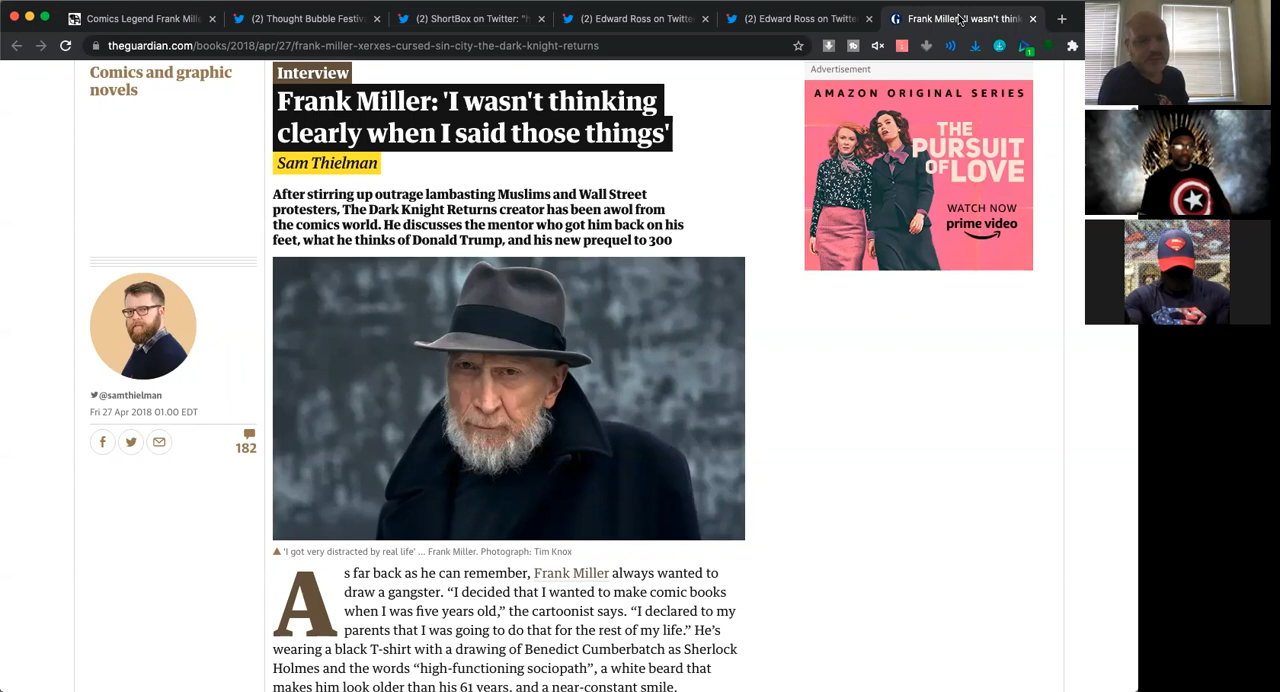 Comics Legend Frank Mill
(2) Thought Bubble Festiv
(2) ShortBox on Twitter: "h
(2) Edward Ross on Twitte
(2) Edward Ross on Twitte
Frank Miller: 'I wasn't think
theguardian.com/books/2018/apr/27/frank-miller-xerxes-cursed-sin-city-the-dark-knight-returns
1
Comics and graphic
novels
Interview
Frank Miller: 'I wasn't thinking
clearly when I said those things'
Sam Thielman
After stirring up outrage lambasting Muslims and Wall Street
protesters, The Dark Knight Returns creator has been awol from
the comics world. He discusses the mentor who got him back on his
feet, what he thinks of Donald Trump, and his new prequel to 300
@samthielman
Fri 27 Apr 2018 01.00 EDT
182
Advertisement
AMAZON ORIGINAL SERIES
THE
PURSUIT
OF LOVE
WATCH NOW
prime video
'I got very distracted by real life' ... Frank Miller. Photograph: Tim Knox
As far back as he can remember, Frank Miller always wanted to
draw a gangster. “I decided that I wanted to make comic books
when I was five years old,” the cartoonist says. “I declared to my
parents that I was going to do that for the rest of my life.” He’s
wearing a black T-shirt with a drawing of Benedict Cumberbatch as Sherlock
Holmes and the words “high-functioning sociopath”, a white beard that
makes him look older than his 61 years, and a near-constant smile.